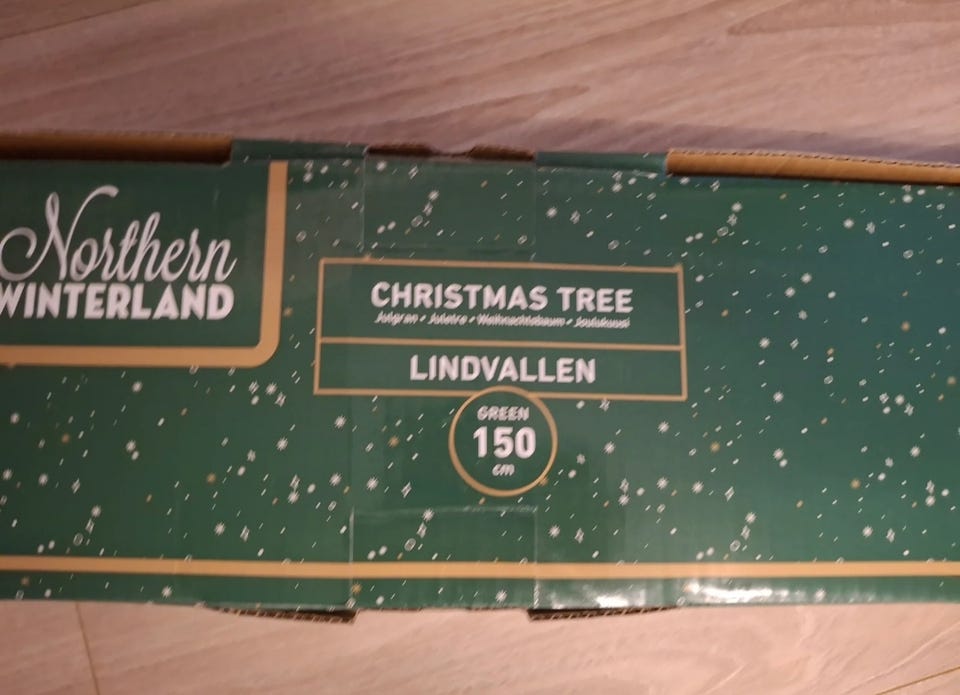 Northern
WINTERLAND
CHRISTMAS TREE
Julgran • Juletre • Weihnachtsbaum • Joulukuusi
LINDVALLEN
GREEN
150
cm